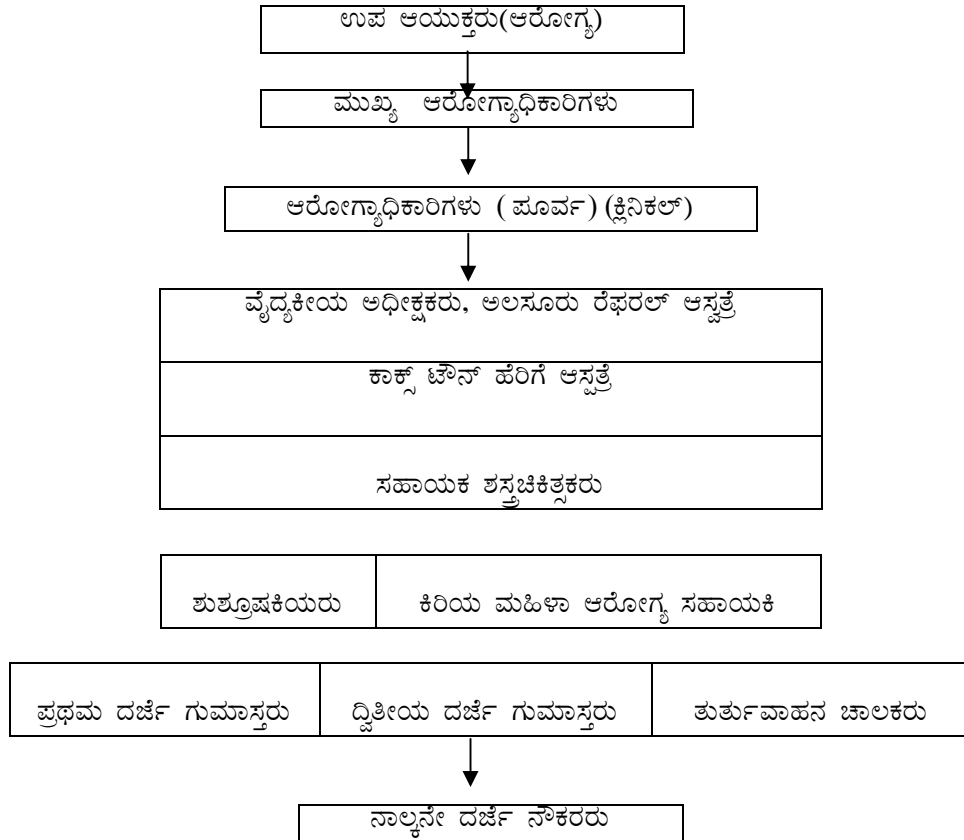 ಉಪ ಆಯುಕ್ತರು(ಆರೋಗ್ಯ)
ಮುಖ್ಯ ಆರೋಗ್ಯಾಧಿಕಾರಿಗಳು
ಆರೋಗ್ಯಾಧಿಕಾರಿಗಳು ( ಪೂರ್ವ) (ಕ್ಲಿನಿಕಲ್)
ವೈದ್ಯಕೀಯ ಅಧೀಕ್ಷಕರು, ಅಲಸೂರು ರೆಫರಲ್ ಆಸ್ವತ್ರೆ
ಕಾಕ್ಸ್ ಟೌನ್ ಹೆರಿಗೆ ಆಸ್ಪತ್ರೆ
ಸಹಾಯಕ ಶಸ್ತ್ರಚಿಕಿತ್ಸಕರು
ಶುಶ್ರೂಷಕಿಯರು ಕಿರಿಯ ಮಹಿಳಾ ಆರೋಗ್ಯ ಸಹಾಯಕಿ
ಪ್ರಥಮ ದರ್ಜೆ ಗುಮಾಸ್ತರು ದ್ವಿತೀಯ ದರ್ಜೆ ಗುಮಾಸ್ತರು ತುರ್ತುವಾಹನ ಚಾಲಕರು
ನಾಲ್ಕನೇ ದರ್ಜೆ ನೌಕರರು